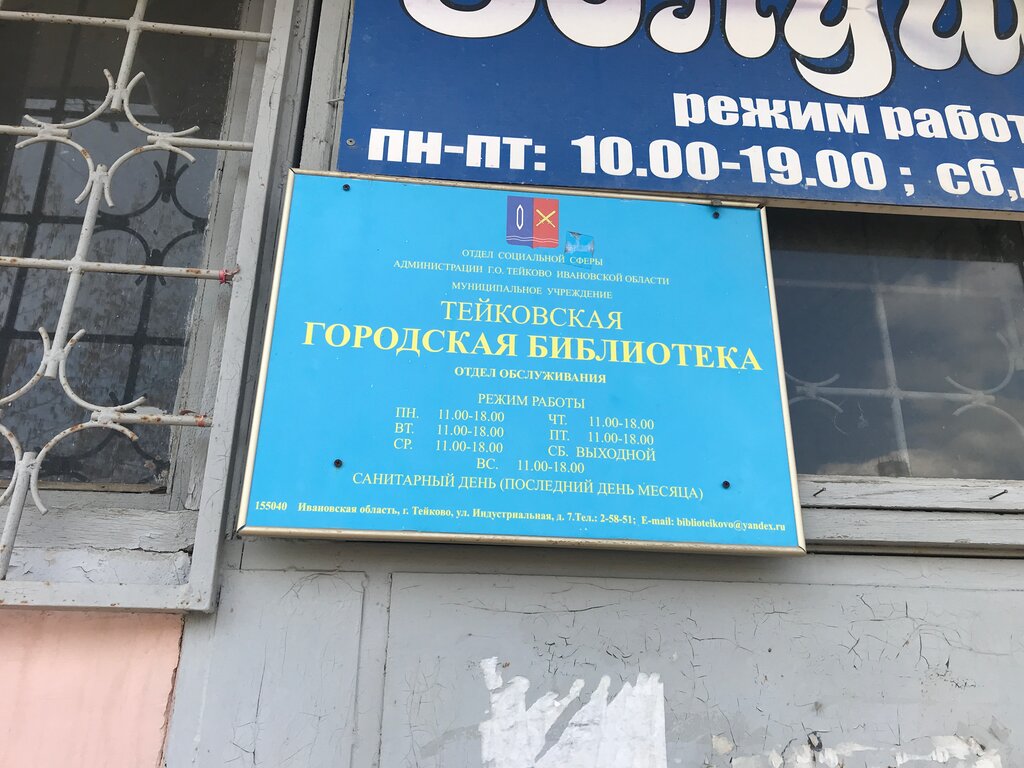 режим
ПН-ПТ: 10.00-19.00 ; сб,
ОТДЕЛ СОЦИАЛЬНОЙ СФЕРЫ
АДМИНИСТРАЦИИ Г.О. ТЕЙКОВО ИВАНОВСКОЙ ОБЛАСТИ
МУНИЦИПАЛЬНОЕ УЧРЕЖДЕНИЕ
ТЕЙКОВСКАЯ
ГОРОДСКАЯ БИБЛИОТЕКА
ОТДЕЛ ОБСЛУЖИВАНИЯ
РЕЖИМ РАБОТЫ
ПН. 11.00-18.00 ЧТ. 11.00-18.00
ВТ. 11.00-18.00 ПТ. 11.00-18.00
СР. 11.00-18.00 СБ. ВЫХОДНОЙ
ВС. 11.00-18.00
САНИТАРНЫЙ ДЕНЬ (ПОСЛЕДНИЙ ДЕНЬ МЕСЯЦА)
155040 Ивановская область, г. Тейково, ул. Индустриальная, д. 7.Тел.: 2-58-51; E-mail: biblioteikovo@yandex.ru